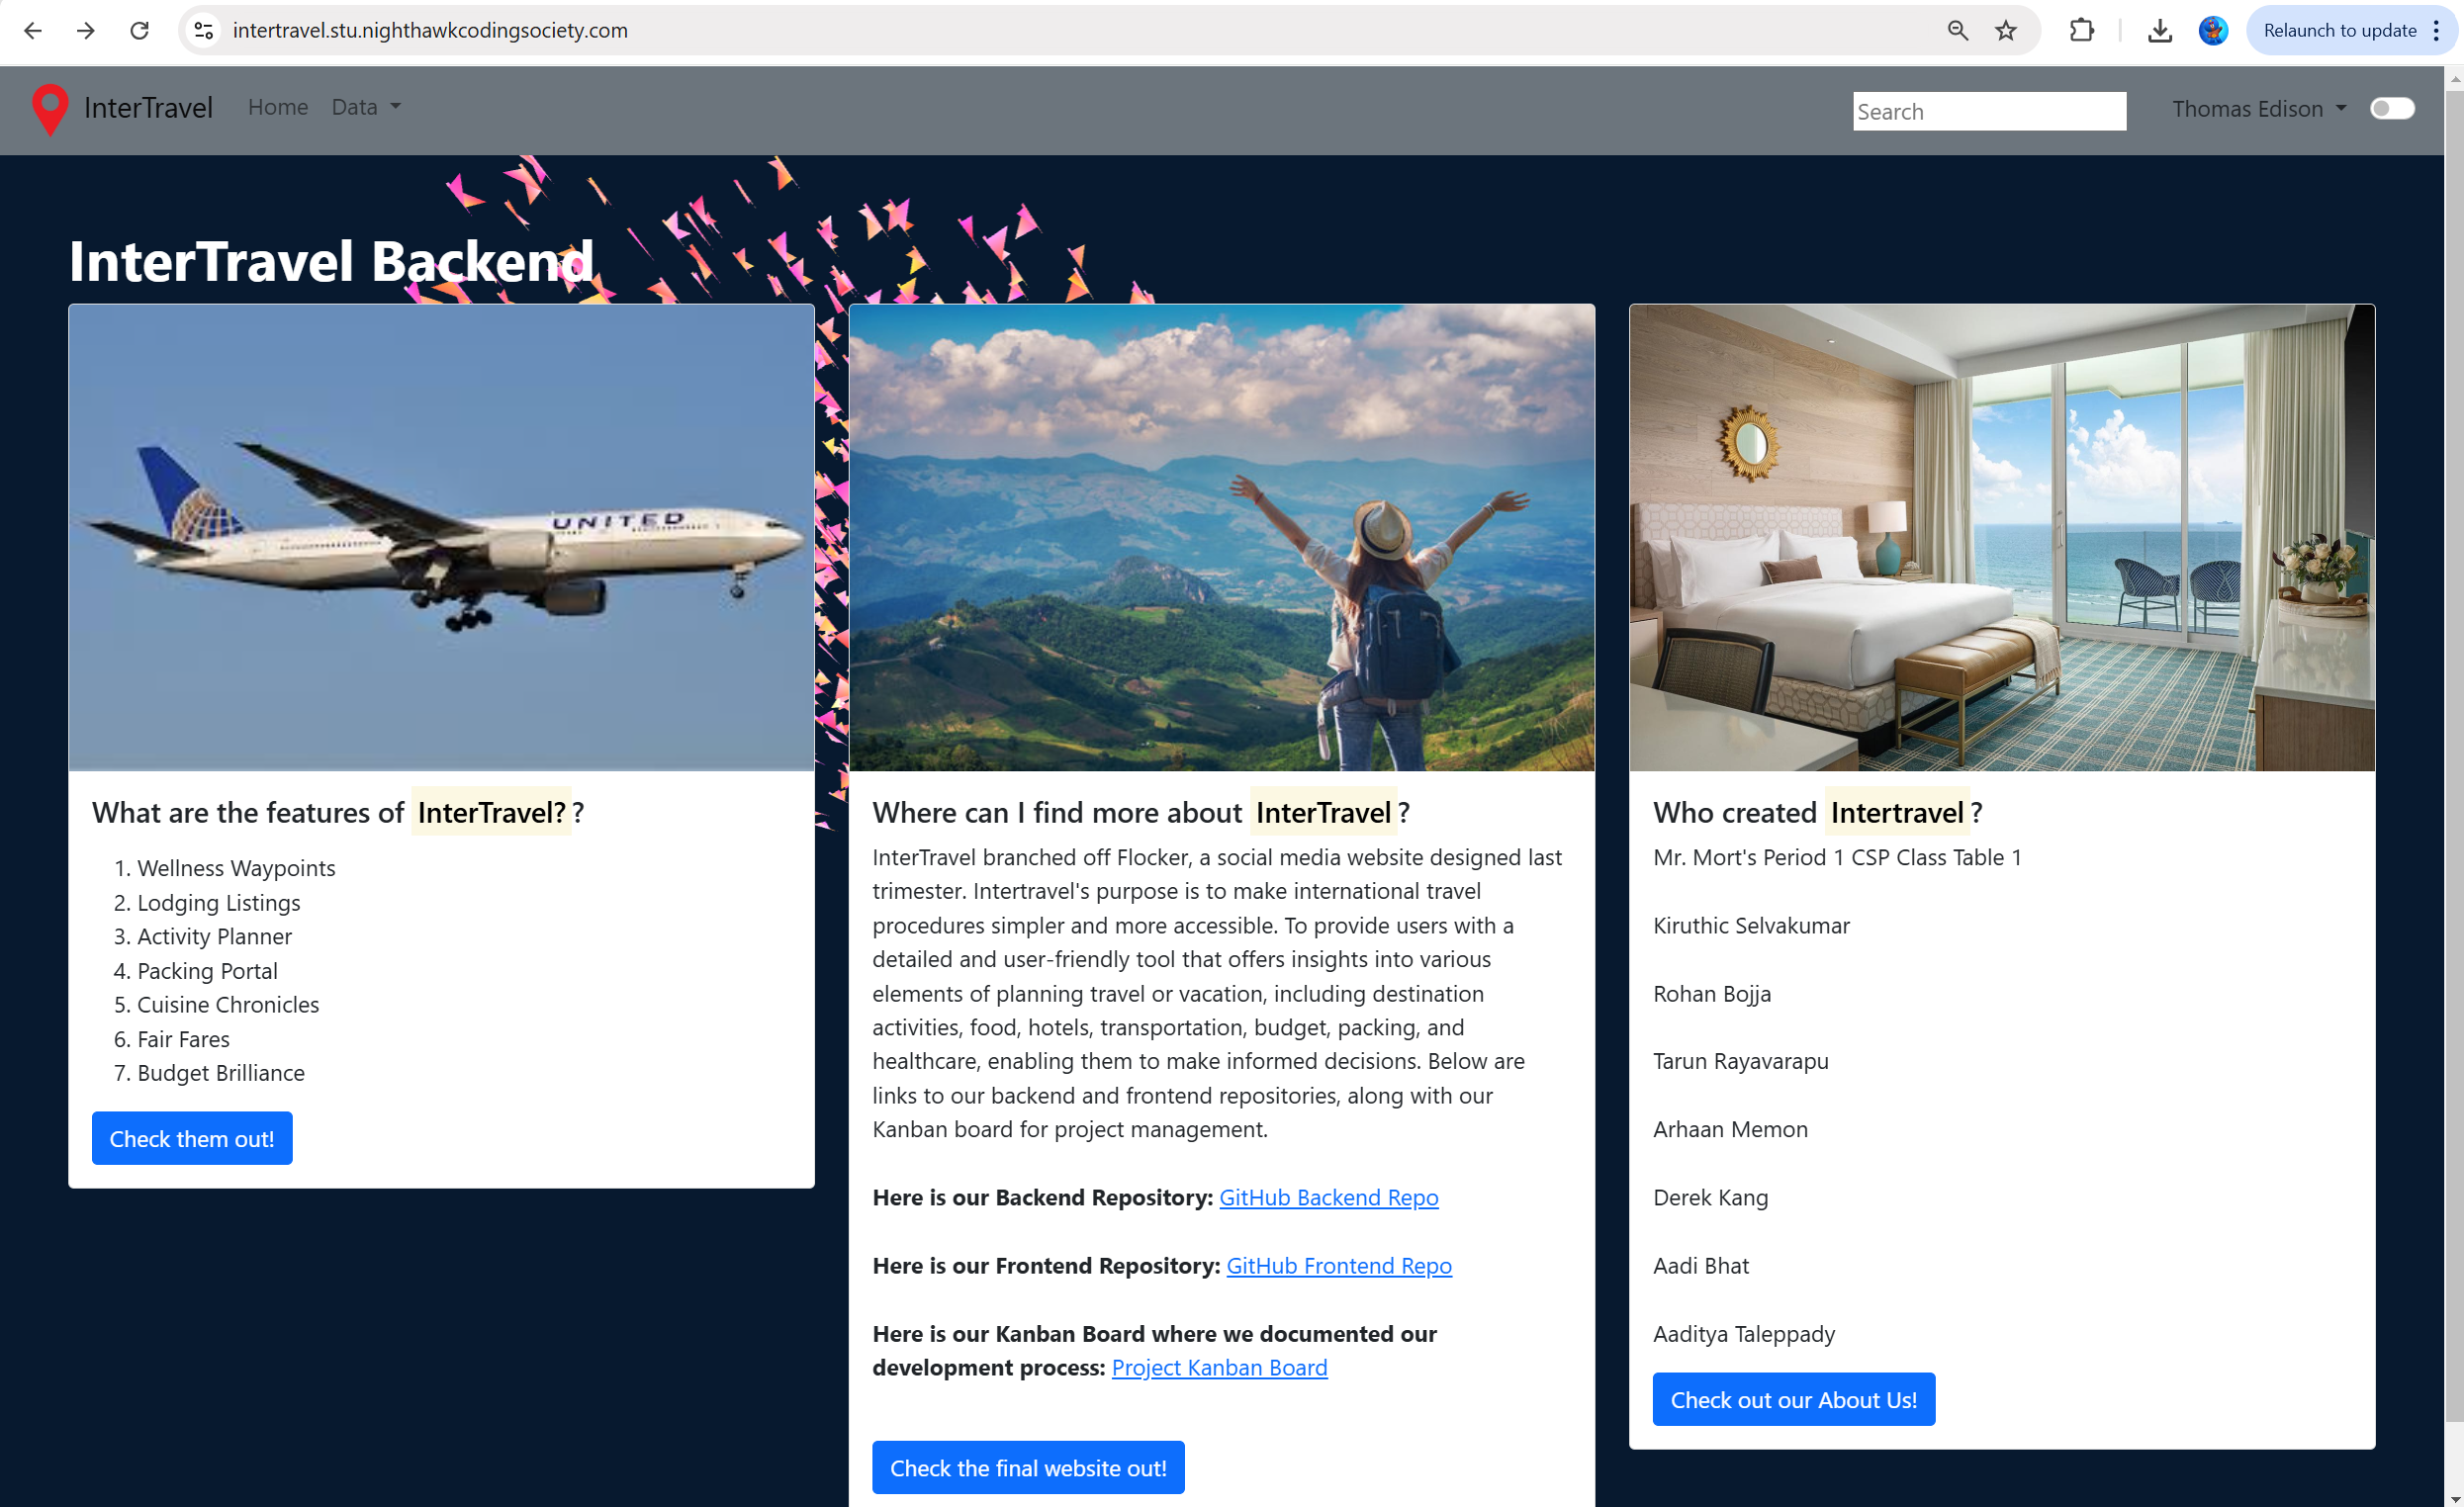 intertravel.stu.nighthawkcodingsociety.com
Relaunch to update
InterTravel
Home
Data
Search
Thomas Edison
InterTravel Backend
UNITED
What are the features of InterTravel??
1. Wellness Waypoints
2. Lodging Listings
3. Activity Planner
4. Packing Portal
5. Cuisine Chronicles
6. Fair Fares
7. Budget Brilliance
Check them out!
Where can I find more about InterTravel?
InterTravel branched off Flocker, a social media website designed last
trimester. Intertravel's purpose is to make international travel
procedures simpler and more accessible. To provide users with a
detailed and user-friendly tool that offers insights into various
elements of planning travel or vacation, including destination
activities, food, hotels, transportation, budget, packing, and
healthcare, enabling them to make informed decisions. Below are
links to our backend and frontend repositories, along with our
Kanban board for project management.
Here is our Backend Repository: GitHub Backend Repo
Here is our Frontend Repository: GitHub Frontend Repo
Here is our Kanban Board where we documented our
development process: Project Kanban Board
Check the final website out!
Who created Intertravel?
Mr. Mort's Period 1 CSP Class Table 1
Kiruthic Selvakumar
Rohan Bojja
Tarun Rayavarapu
Arhaan Memon
Derek Kang
Aadi Bhat
Aaditya Taleppady
Check out our About Us!